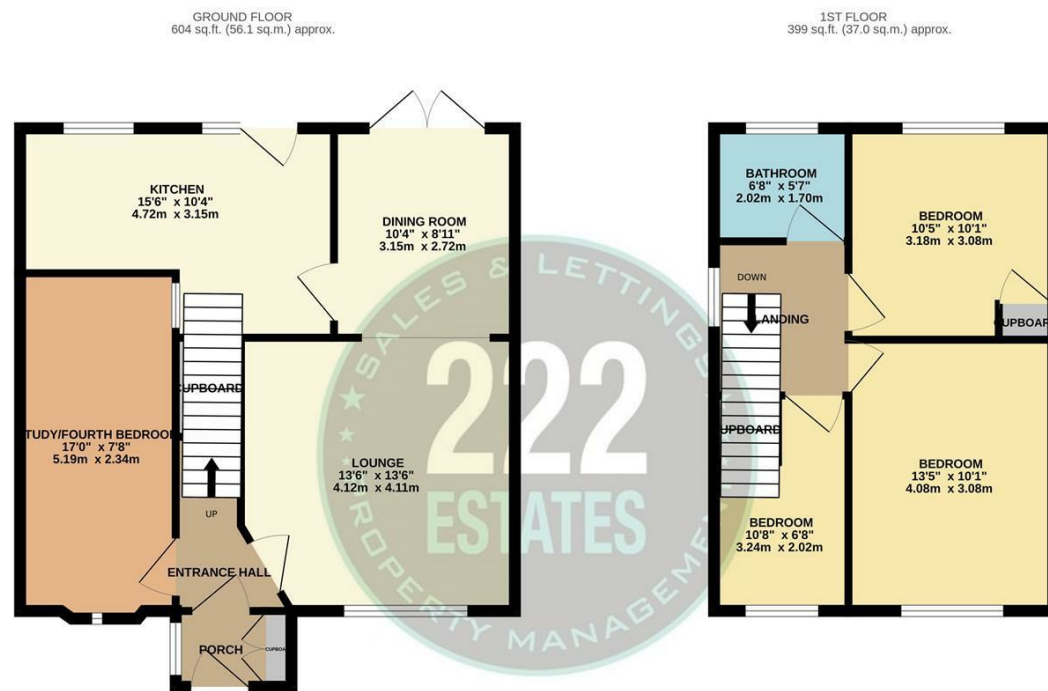 GROUND FLOOR
604 sq.ft. (56.1 sq.m.) approx.
1ST FLOOR
399 sq.ft. (37.0 sq.m.) approx.
KITCHEN
15'6" x 10'4"
4.72m x 3.15m
DINING ROOM
10'4" x 8'11"
3.15m x 2.72m
TUDY/FOURTH BEDROO
17'0" x 7'8"
5.19m x 2.34m
CUPBOARD
LOUNGE
13'6" x 13'6"
4.12m x 4.11m
UP
ENTRANCE HALL
PORCH
CUPBOA
BATHROOM
6'8" x 5'7"
2.02m x 1.70m
BEDROOM
10'5" x 10'1"
3.18m x 3.08m
DOWN
LANDING
CUPBOAR
UPBOARD
BEDROOM
13'5" x 10'1"
4.08m x 3.08m
BEDROOM
10'8" x 6'8"
3.24m x 2.02m
SALES & LETTINGS
222
ESTATES
PROPERTY MANAGEMENT